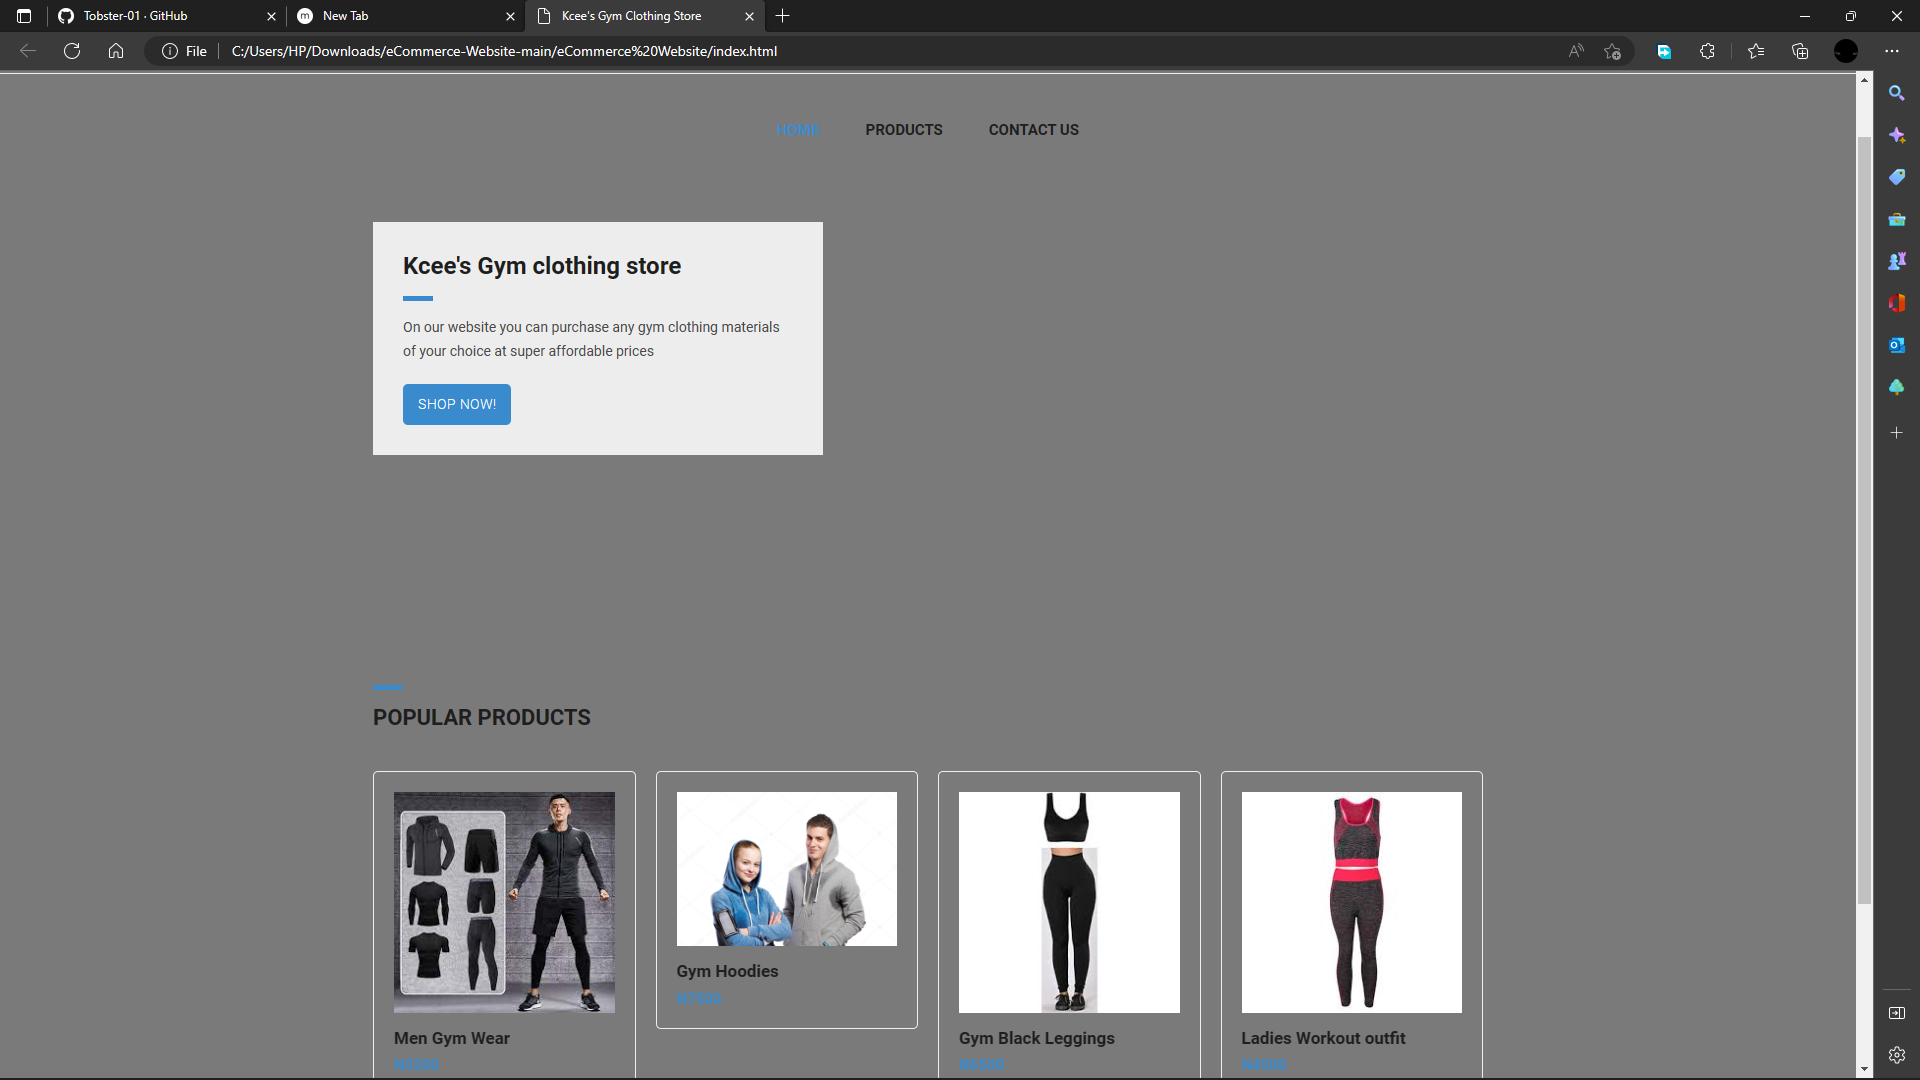 Tobster-01 · GitHub
New Tab
Kcee's Gym Clothing Store
File
C:/Users/HP/Downloads/eCommerce-Website-main/eCommerce%20Website/index.html
HOME
PRODUCTS
CONTACT US
Kcee's Gym clothing store
On our website you can purchase any gym clothing materials
of your choice at super affordable prices
SHOP NOW!
POPULAR PRODUCTS
Men Gym Wear
Gym Hoodies
N7500
Gym Black Leggings
Ladies Workout outfit